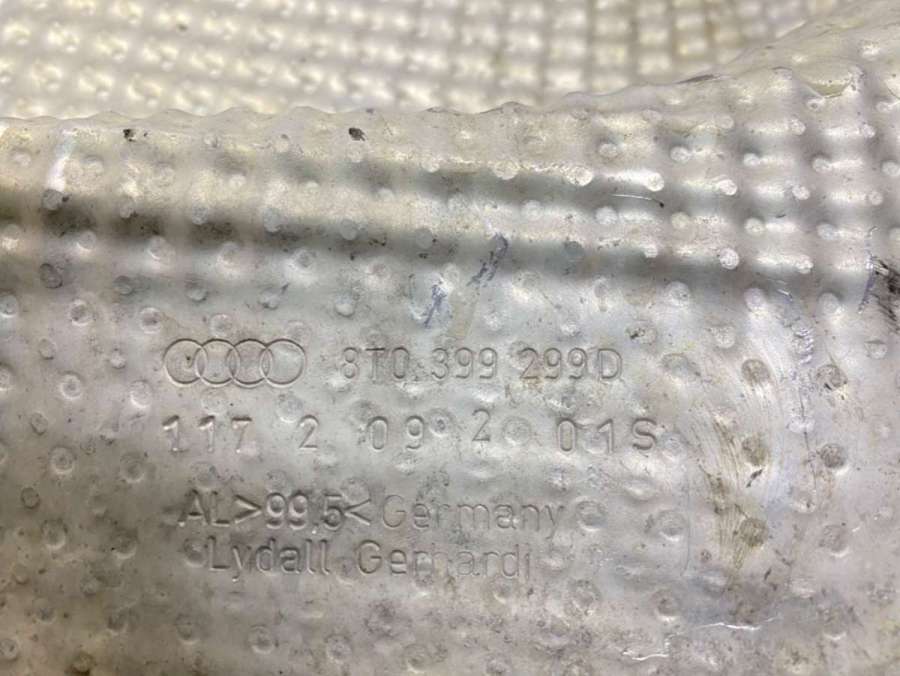 8T0 399 299D
117 2 09 2 01S
AL>99,5<Germany
Lydall Gerhardi